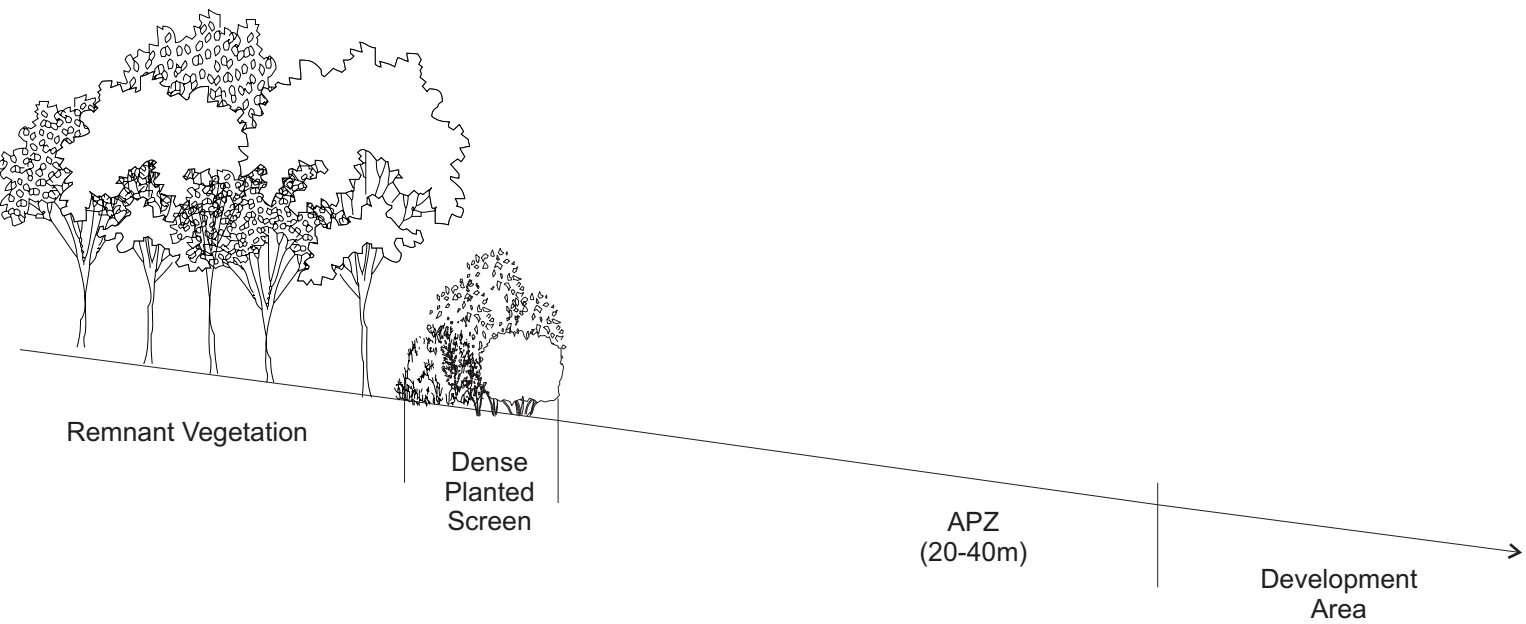 Remnant Vegetation
Dense
Planted
Screen
APZ
(20-40m)
Development
Area